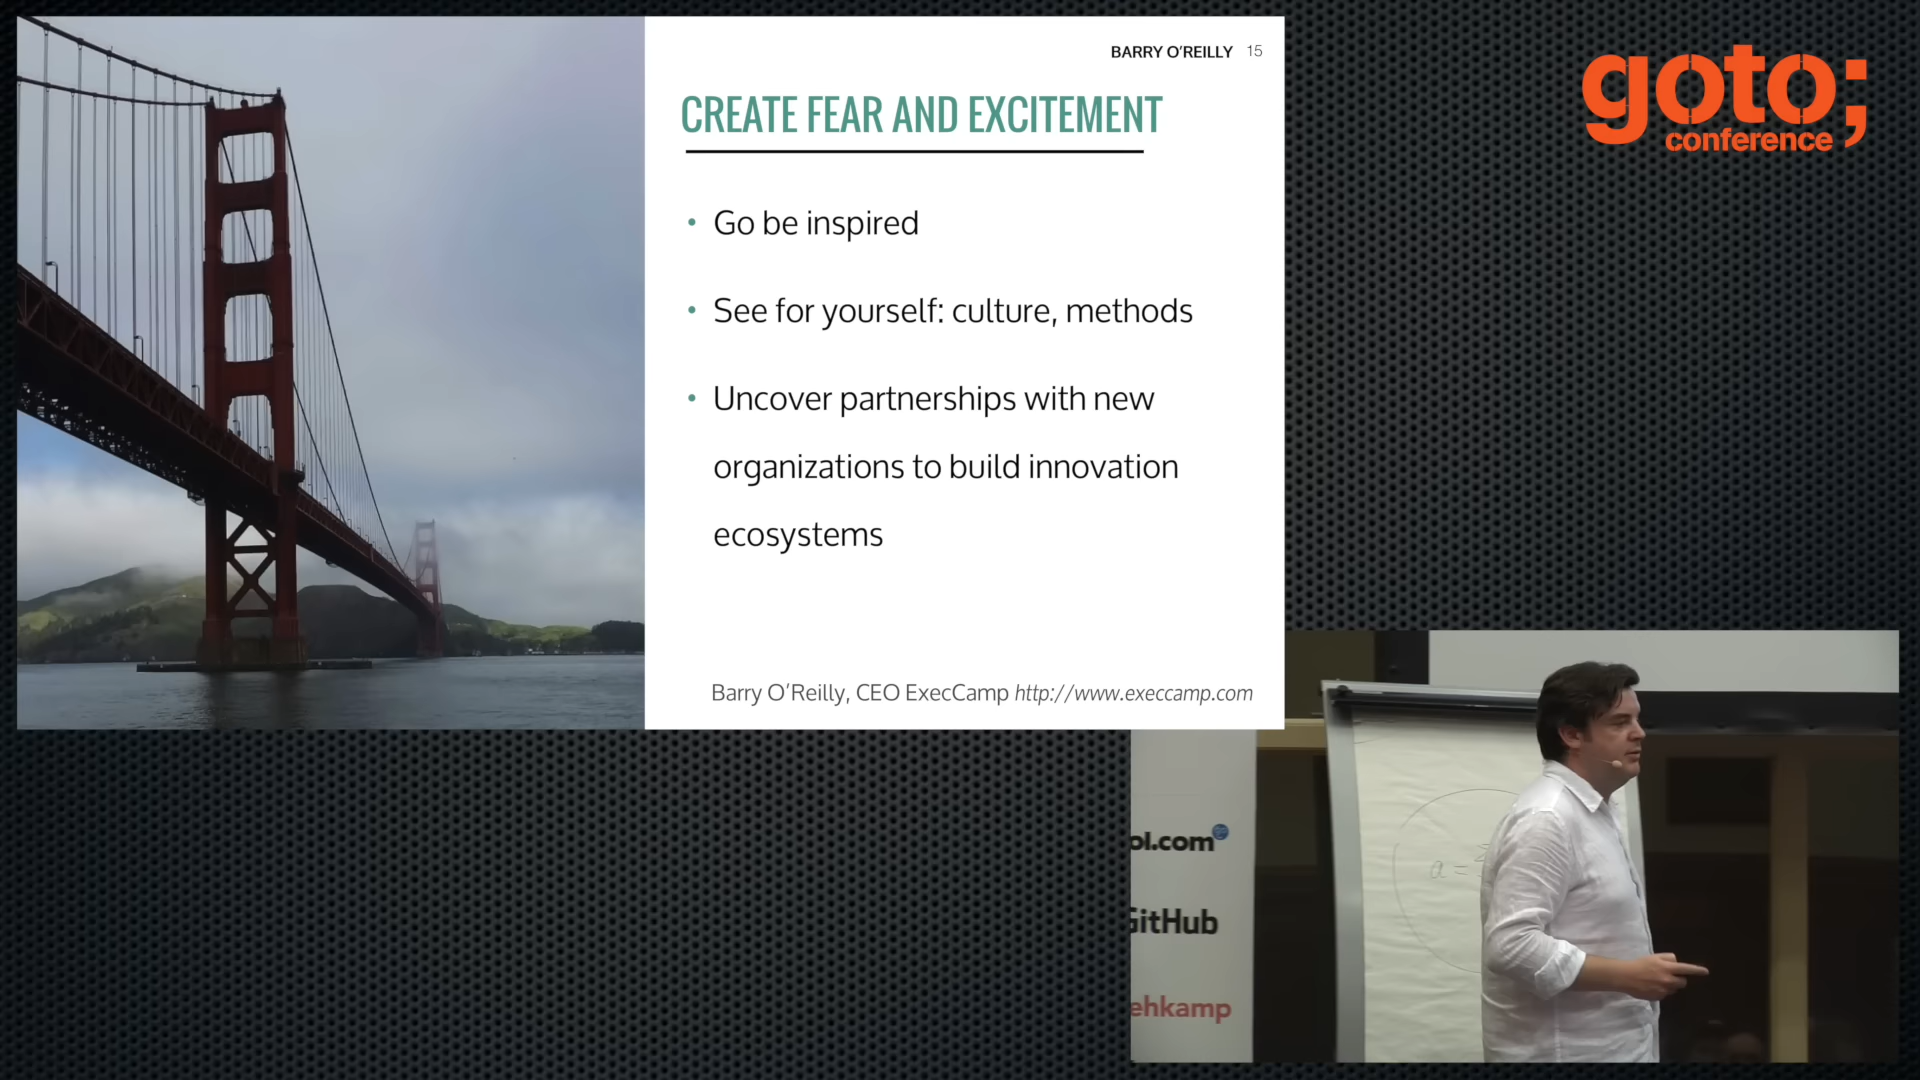 BARRY O'REILLY 15
CREATE FEAR AND EXCITEMENT
• Go be inspired
• See for yourself: culture, methods
• Uncover partnerships with new
organizations to build innovation
ecosystems
Barry O'Reilly, CEO ExecCamp http://www.execcamp.com
goto;
conference
ol.com
GitHub
ehkamp
a =